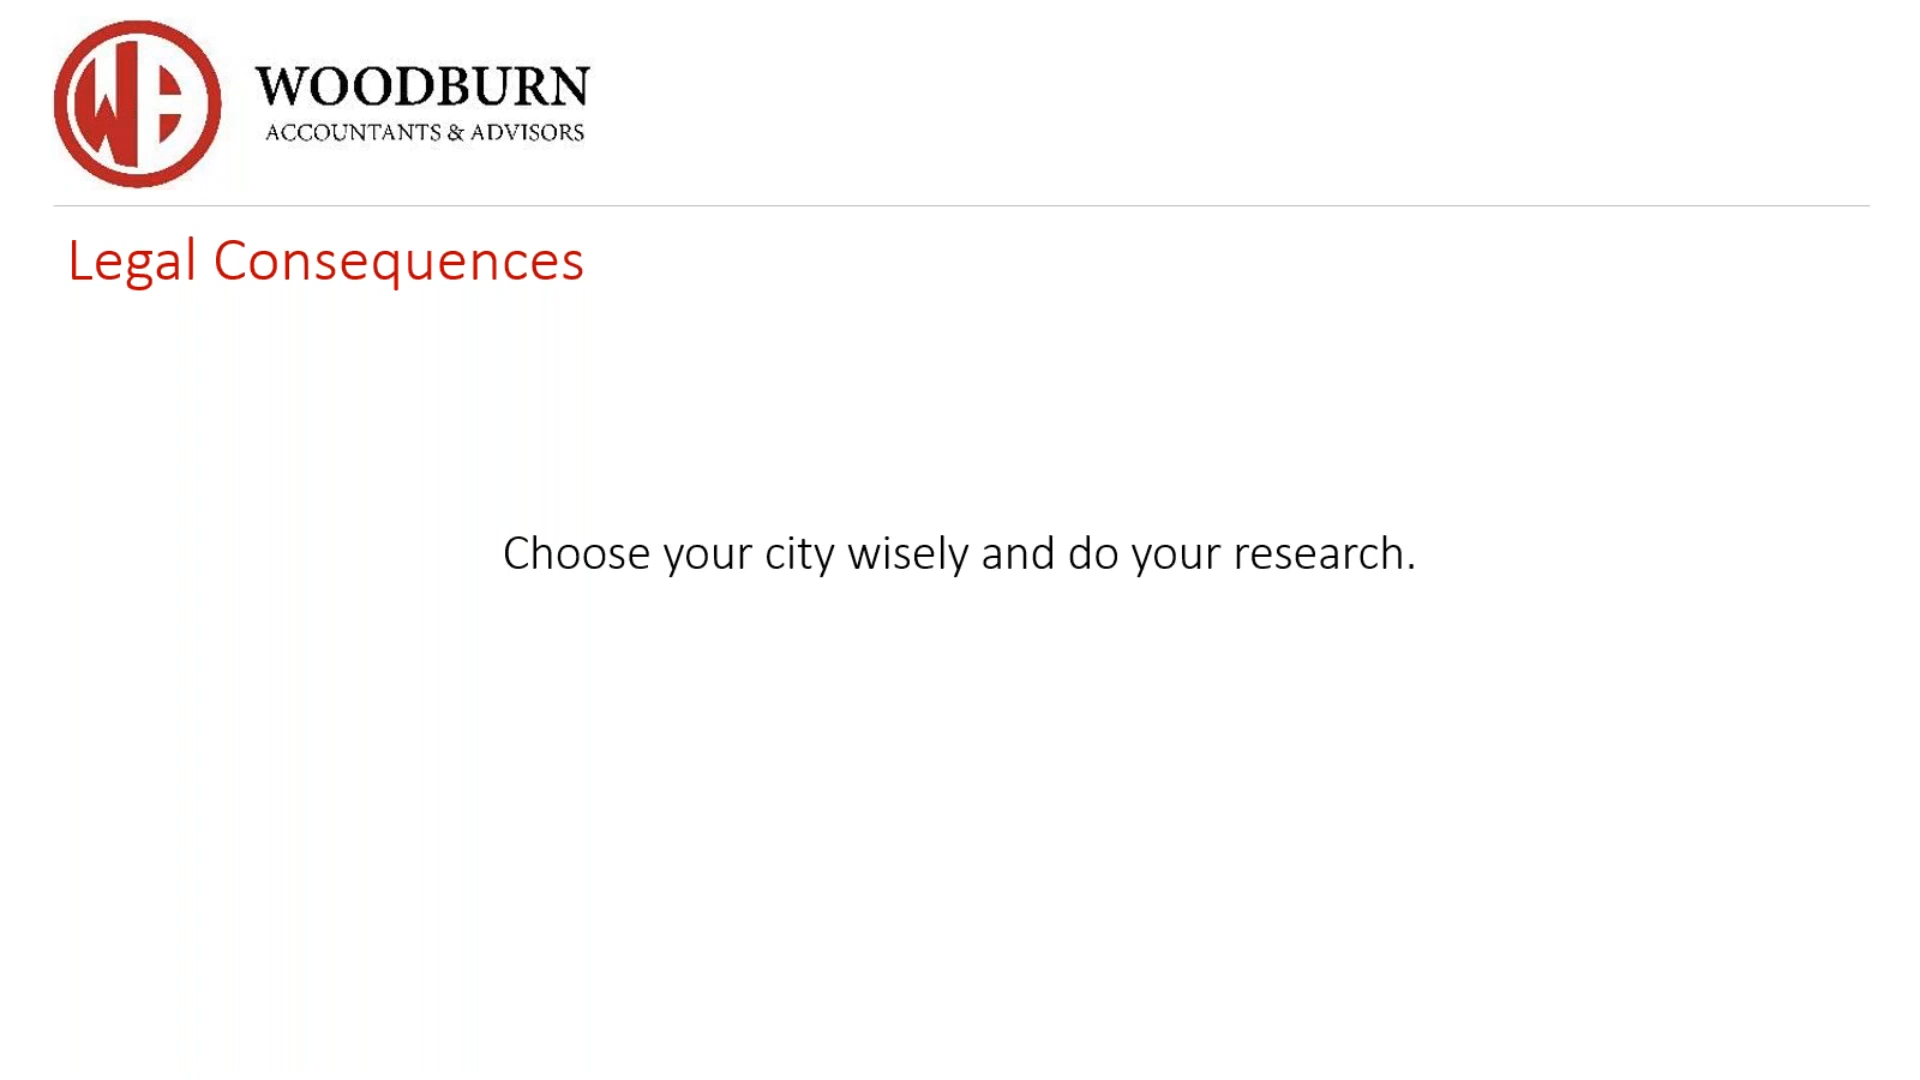 WOODBURN
ACCOUNTANTS & ADVISORS
Legal Consequences
Choose your city wisely and do your research.